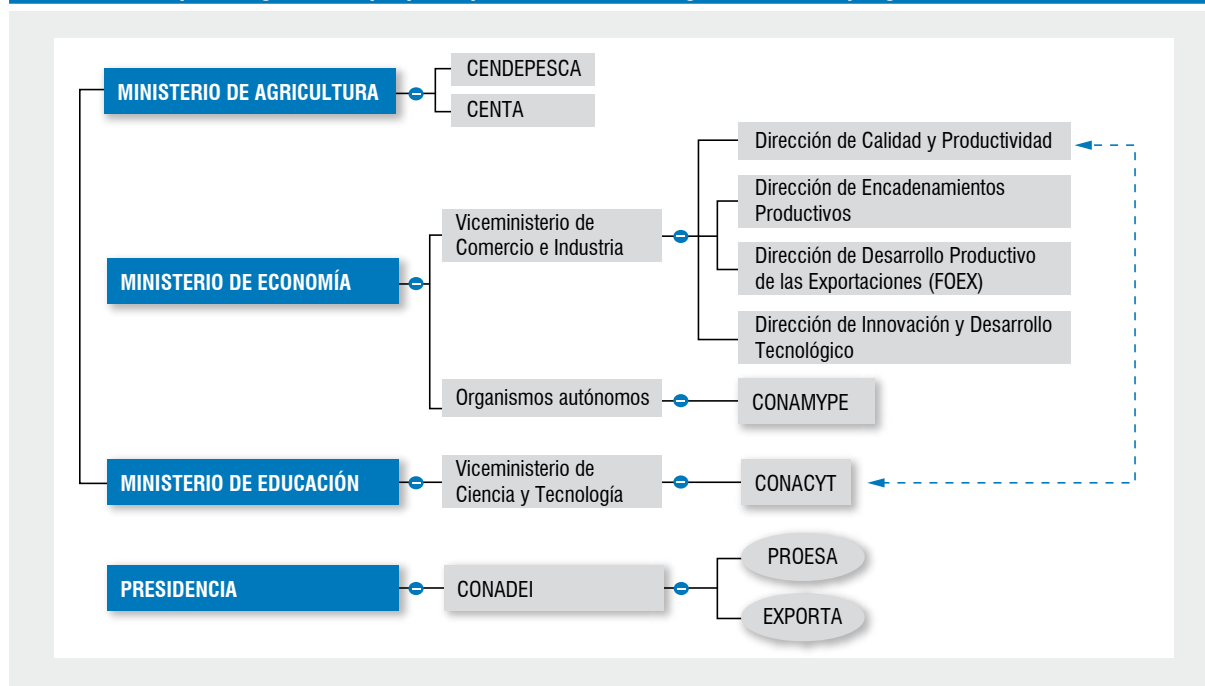 MINISTERIO DE AGRICULTURA
CENDEPESCA
CENTA
MINISTERIO DE ECONOMÍA
Viceministerio de
Comercio e Industria
Dirección de Calidad y Productividad
Dirección de Encadenamientos
Productivos
Dirección de Desarrollo Productivo
de las Exportaciones (FOEX)
Dirección de Innovación y Desarrollo
Tecnológico
Organismos autónomos
CONAMYPE
MINISTERIO DE EDUCACIÓN
Viceministerio de
Ciencia y Tecnología
CONACYT
PRESIDENCIA
CONADEI
PROESA
EXPORTA